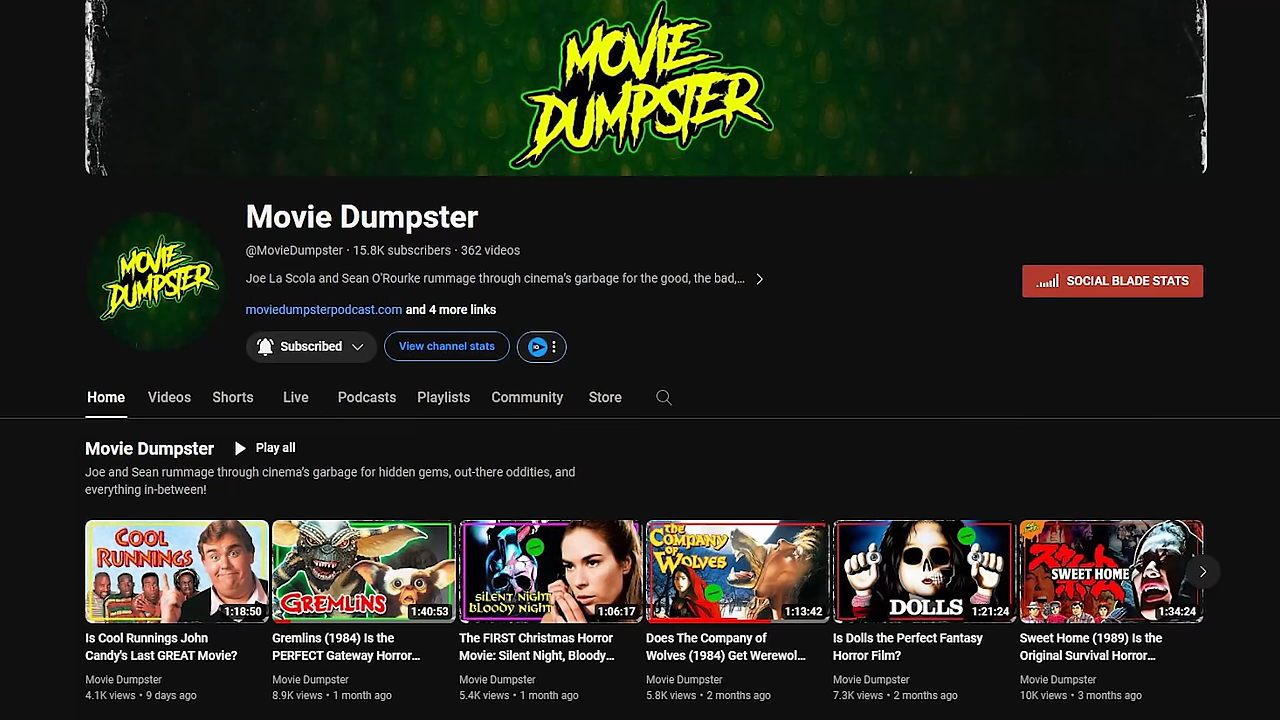 MOVIE
DUMPSTER
MOVIE
DUMPSTER
Movie Dumpster
@MovieDumpster · 15.8K subscribers · 362 videos
Joe La Scola and Sean O'Rourke rummage through cinema’s garbage for the good, the bad,...
moviedumpsterpodcast.com and 4 more links
SOCIAL BLADE STATS
Subscribed
View channel stats
Home Videos Shorts Live Podcasts Playlists Community Store
Movie Dumpster Play all
Joe and Sean rummage through cinema’s garbage for hidden gems, out-there oddities, and
everything in-between!
COOL
RUNNINGS
1:18:50
GREMLINS
1:40:53
SILENT NIGHT
BLOODY NIGHT
1:06:17
the
COMPANY
OF
WOLVES
1:13:42
DOLLS
1:21:24
スウィート
ホーム
SWEET HOME
1:34:24
Is Cool Runnings John
Candy's Last GREAT Movie?
Movie Dumpster
4.1K views • 9 days ago
Gremlins (1984) Is the
PERFECT Gateway Horror...
Movie Dumpster
8.9K views • 1 month ago
The FIRST Christmas Horror
Movie: Silent Night, Bloody...
Movie Dumpster
5.4K views • 1 month ago
Does The Company of
Wolves (1984) Get Werewol...
Movie Dumpster
5.8K views • 2 months ago
Is Dolls the Perfect Fantasy
Horror Film?
Movie Dumpster
7.3K views • 2 months ago
Sweet Home (1989) Is the
Original Survival Horror...
Movie Dumpster
10K views • 3 months ago